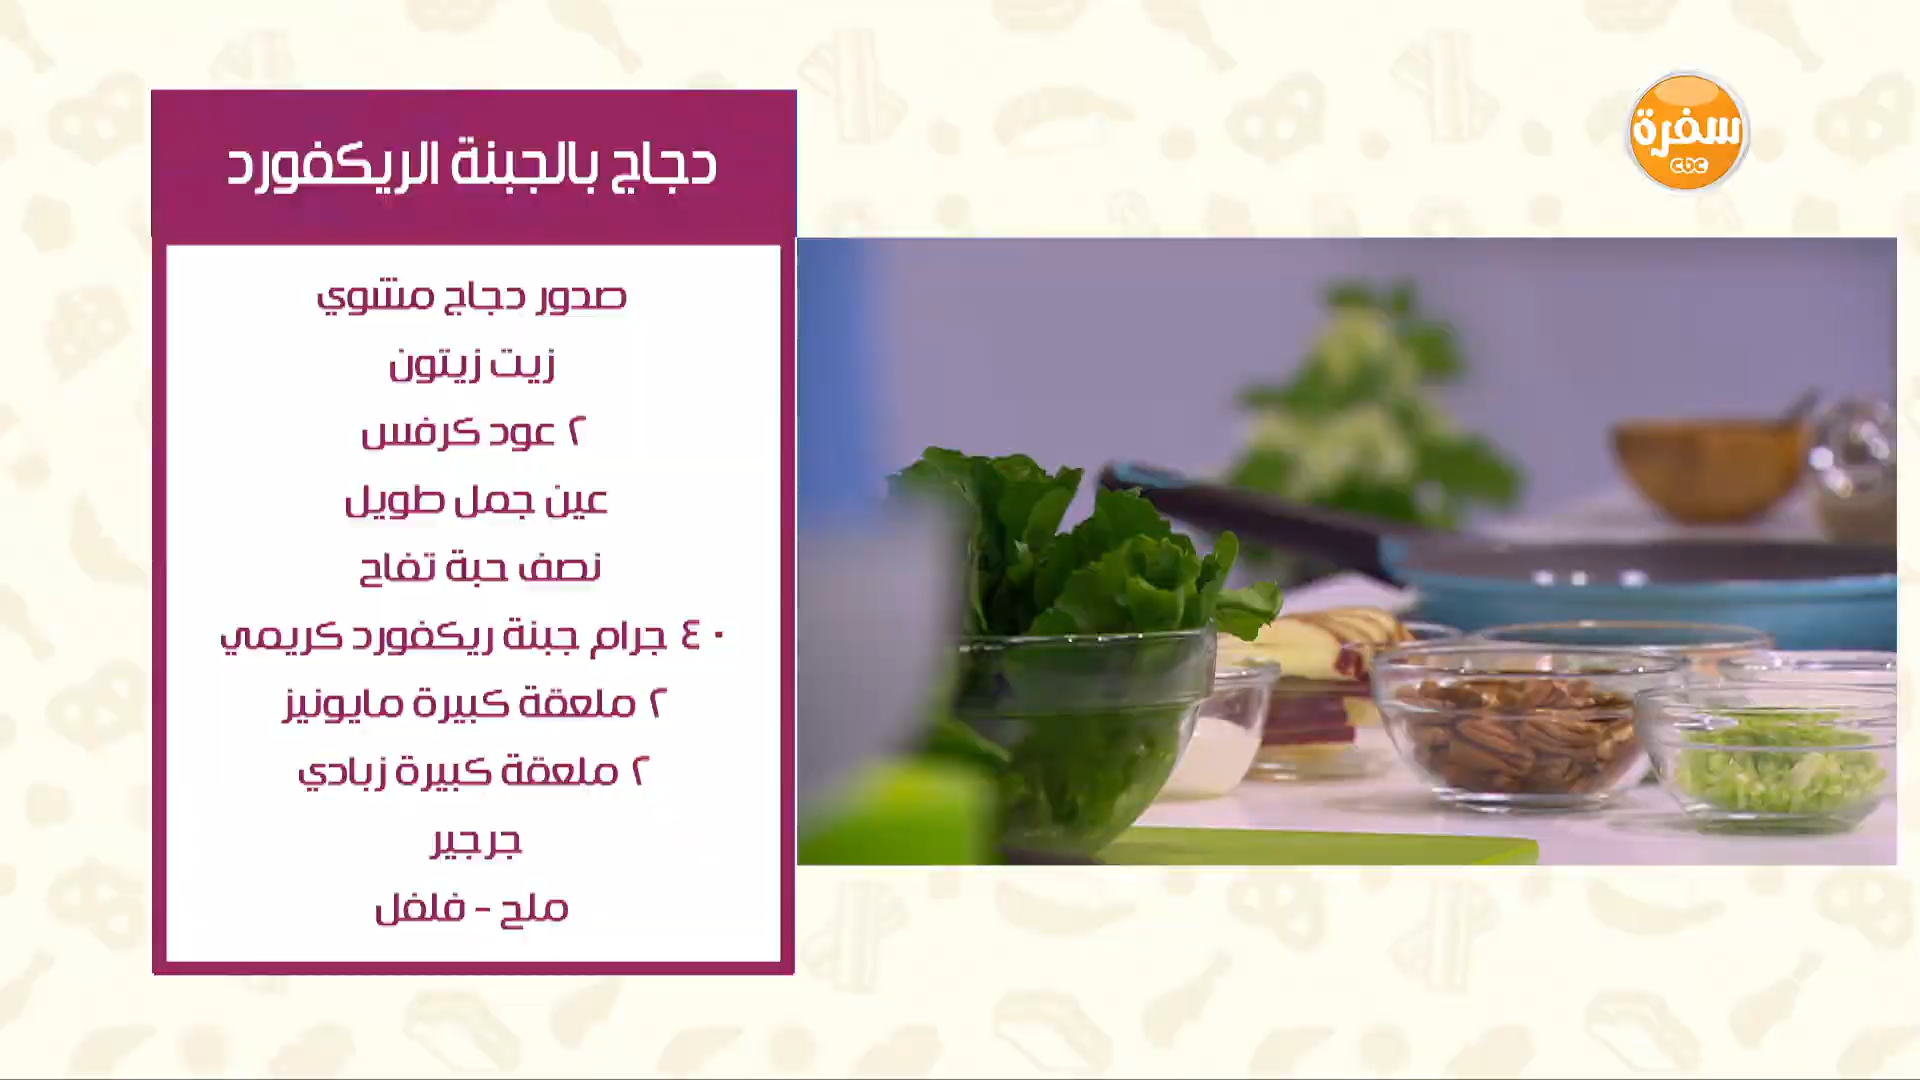 دجاج بالجبنة الريكفورد
صدور دجاج مشوي
زيت زيتون
٢ عود كرفس
عين جمل طويل
نصف حبة تفاح
٤٠ جرام جبنة ريكفورد كريمي
٢ ملعقة كبيرة مايونيز
٢ ملعقة كبيرة زبادي
جرجير
ملح - فلفل
سفرة
cbc